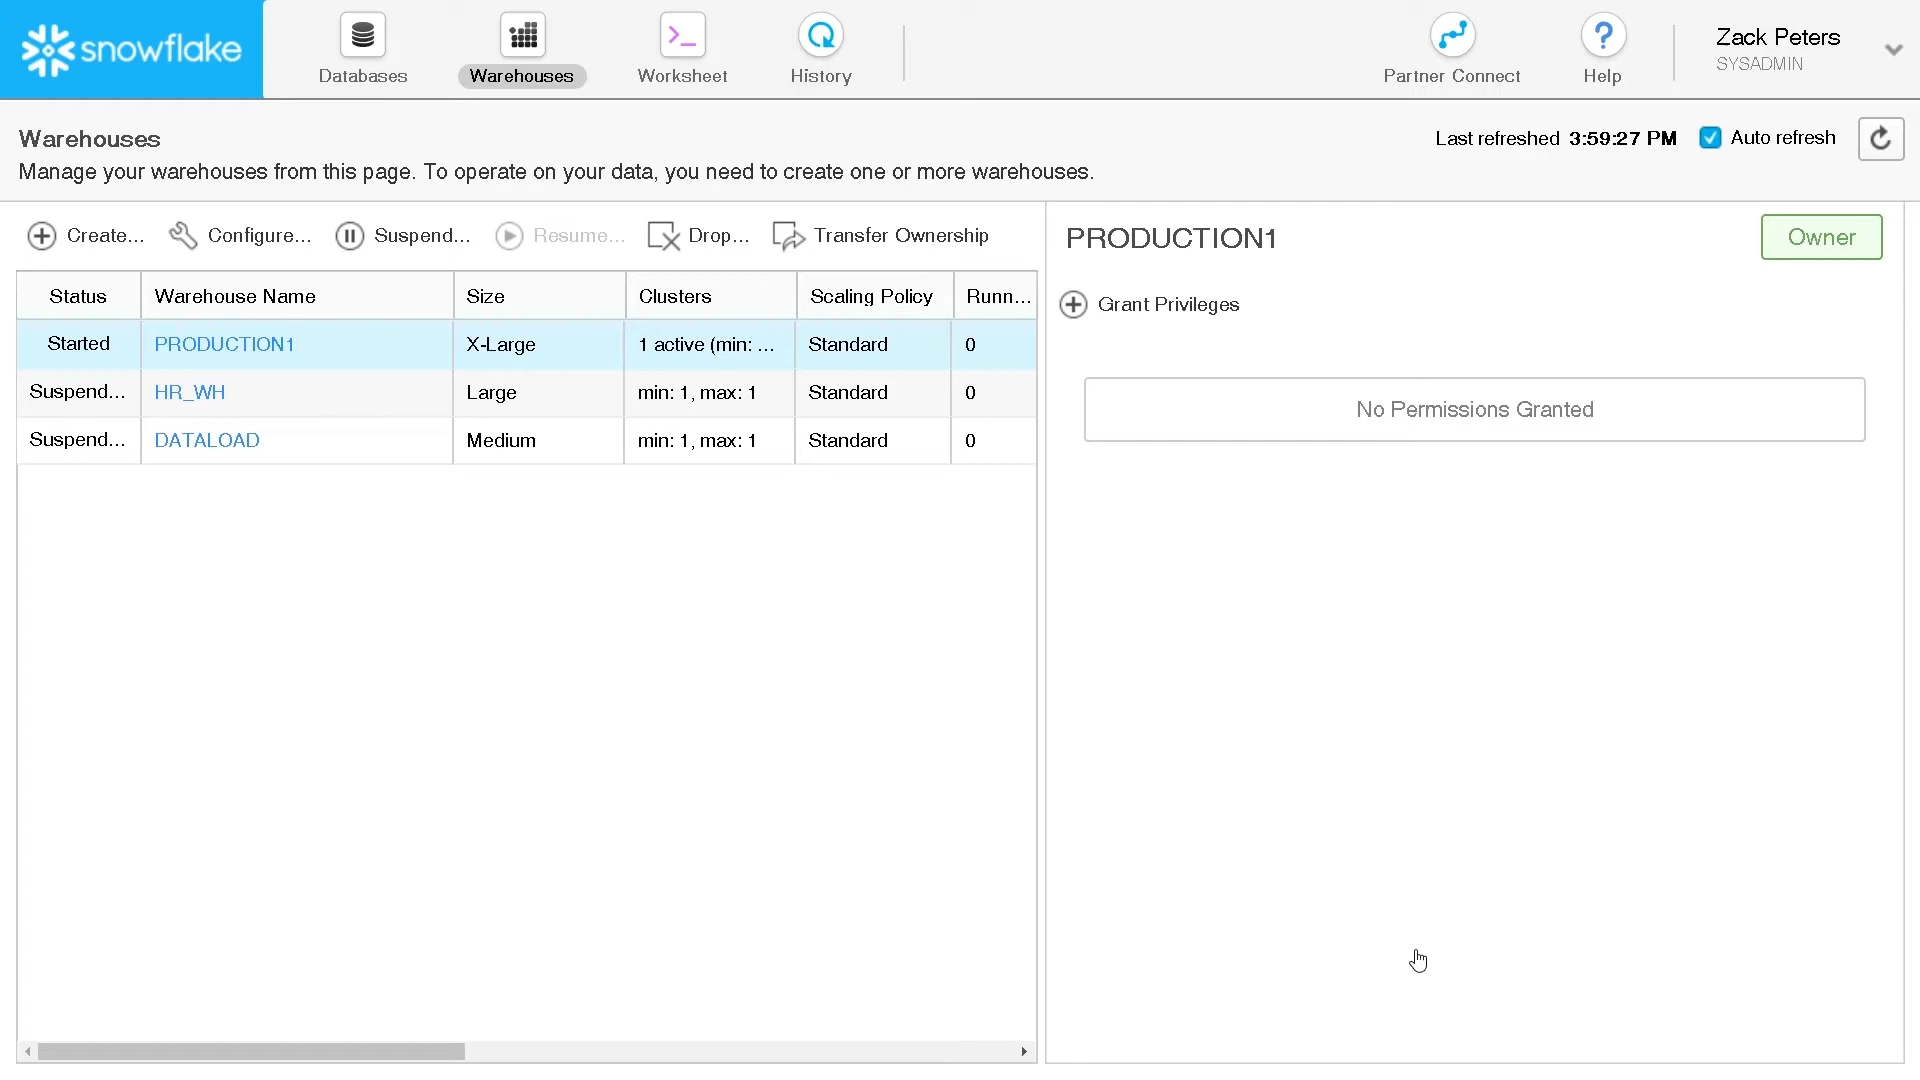 snowflake
Databases
Warehouses
Worksheet
History
Partner Connect
Help
Zack Peters
SYSADMIN
Warehouses
Manage your warehouses from this page. To operate on your data, you need to create one or more warehouses.
Last refreshed 3:59:27 PM
Auto refresh
Create... Configure... Suspend... Resume... Drop... Transfer Ownership
Status Warehouse Name Size Clusters Scaling Policy Runn...
Started PRODUCTION1 X-Large 1 active (min: ... Standard 0
Suspend... HR_WH Large min: 1, max: 1 Standard 0
Suspend... DATALOAD Medium min: 1, max: 1 Standard 0
PRODUCTION1
Owner
Grant Privileges
No Permissions Granted